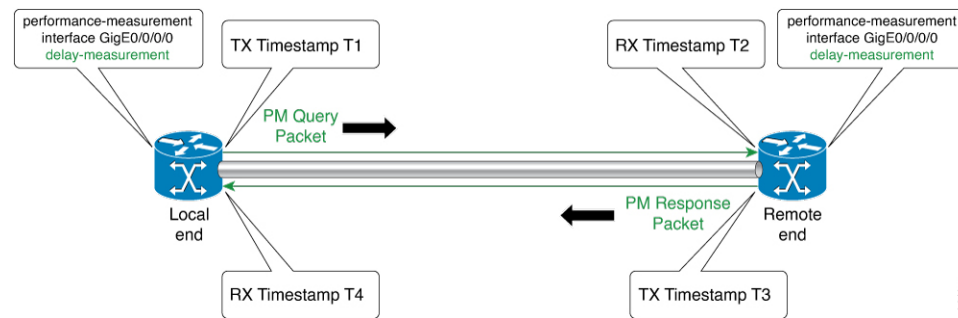 performance-measurement
interface GigE0/0/0/0
delay-measurement
TX Timestamp T1
RX Timestamp T2
performance-measurement
interface GigE0/0/0/0
delay-measurement
PM Query
Packet
Local
end
PM Response
Packet
Remote
end
RX Timestamp T4
TX Timestamp T3